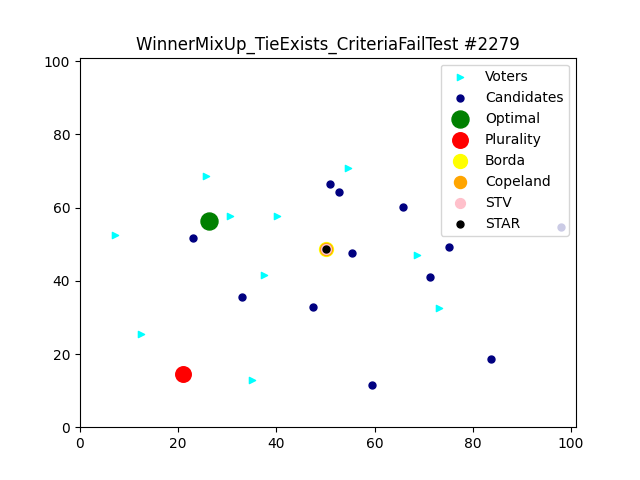 WinnerMixUp_TieExists_CriteriaFailTest #2279
100
80
60
40
20
0
0
20
40
60
80
100
Voters
Candidates
Optimal
Plurality
Borda
Copeland
STV
STAR